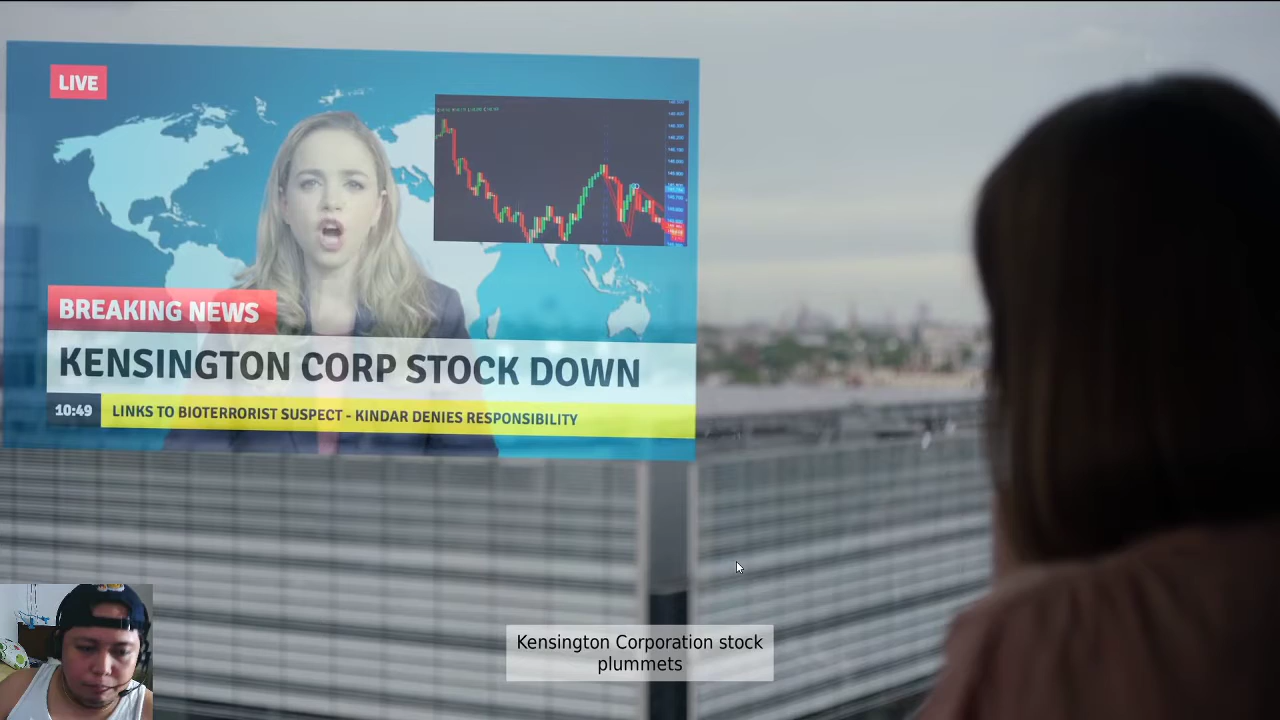 LIVE
BREAKING NEWS
KENSINGTON CORP STOCK DOWN
10:49 LINKS TO BIOTERRORIST SUSPECT - KINDAR DENIES RESPONSIBILITY
Kensington Corporation stock
plummets